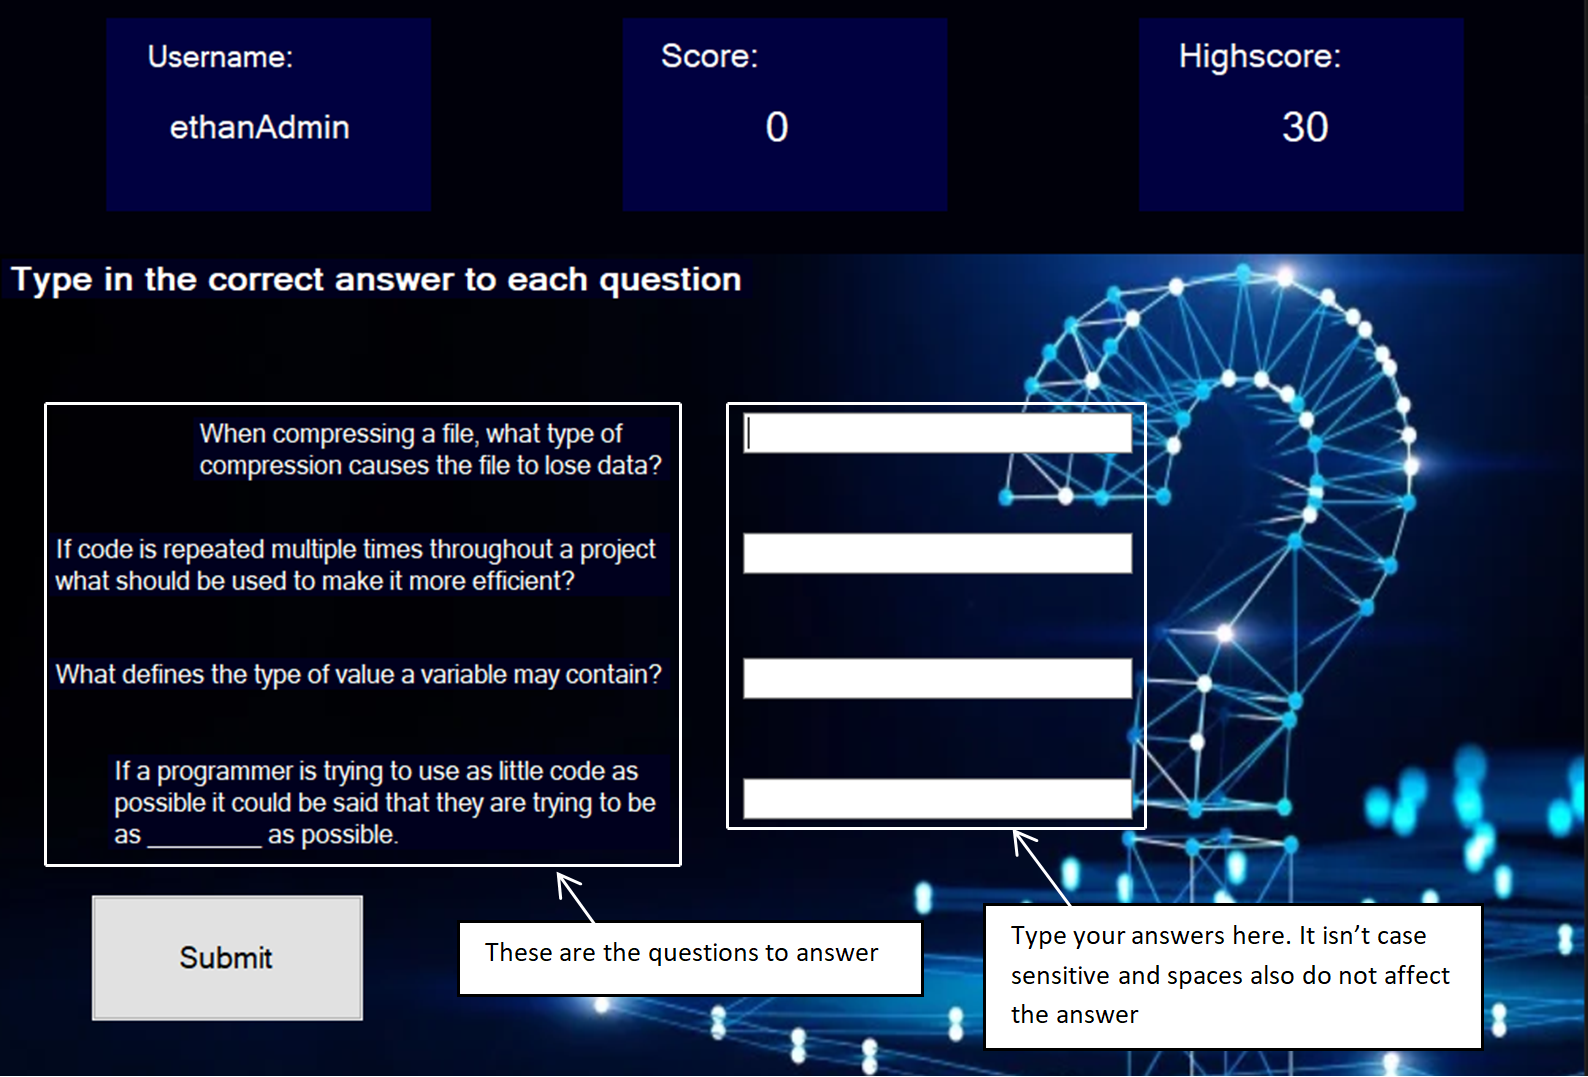 Username:
ethanAdmin
Score:
0
Highscore:
30
Type in the correct answer to each question
When compressing a file, what type of
compression causes the file to lose data?
If code is repeated multiple times throughout a project
what should be used to make it more efficient?
What defines the type of value a variable may contain?
If a programmer is trying to use as little code as
possible it could be said that they are trying to be
as ________ as possible.
Submit
These are the questions to answer
Type your answers here. It isn’t case
sensitive and spaces also do not affect
the answer